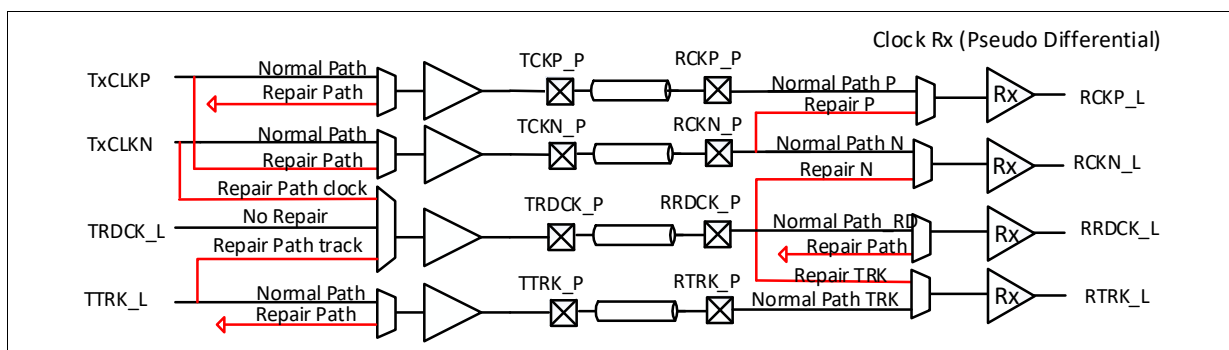 Clock Rx (Pseudo Differential)
TxCLKP
Normal Path
Repair Path
TCKP_P
RCKP_P
Normal Path P
Repair P
Rx
RCKP_L
TxCLKN
Normal Path
Repair Path
TCKN_P
RCKN_P
Normal Path N
Repair N
Rx
RCKN_L
Repair Path clock
TRDCK_L
No Repair
Repair Path track
TRDCK_P
RRDCK_P
Normal Path_RD
Repair Path
Rx
RRDCK_L
TTRK_L
Normal Path
Repair Path
TTRK_P
RTRK_P
Repair TRK
Normal Path TRK
Rx
RTRK_L